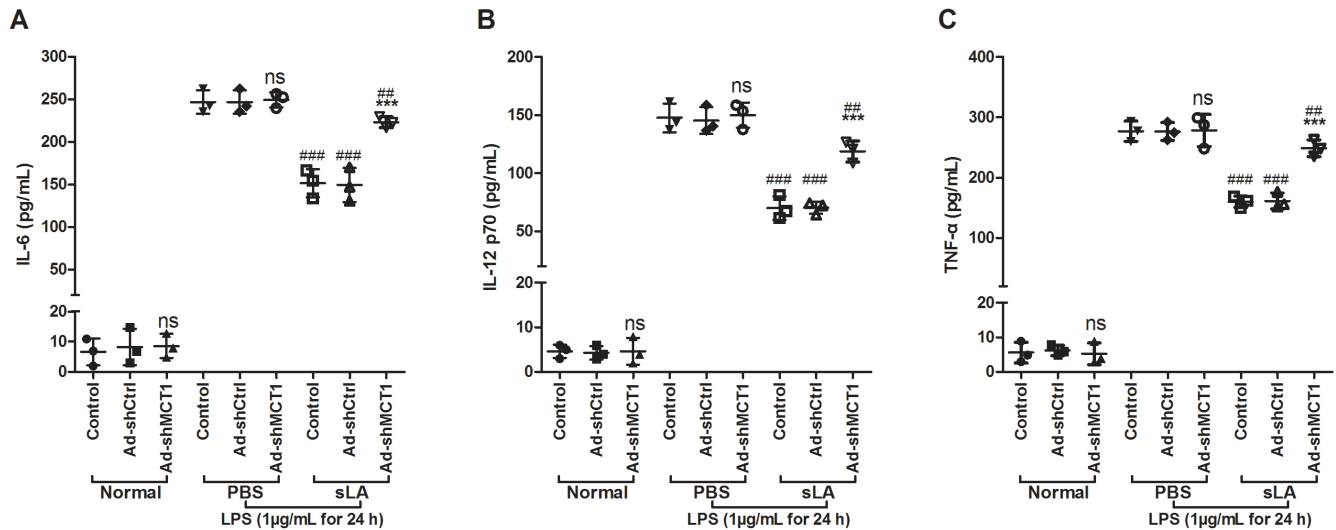 A
IL-6 (pg/mL)
300
250
200
150
100
50
20
10
0
ns
ns
###
###
##
***
Control
Ad-shCtrl
Ad-shMCT1
Control
Ad-shCtrl
Ad-shMCT1
Control
Ad-shCtrl
Ad-shMCT1
Normal
PBS
sLA
LPS (1μg/mL for 24 h)
B
IL-12 p70 (pg/mL)
200
150
100
50
20
10
0
ns
ns
###
###
##
***
Control
Ad-shCtrl
Ad-shMCT1
Control
Ad-shCtrl
Ad-shMCT1
Control
Ad-shCtrl
Ad-shMCT1
Normal
PBS
sLA
LPS (1μg/mL for 24 h)
C
TNF-α (pg/mL)
400
300
200
100
10
5
0
ns
ns
###
###
##
***
Control
Ad-shCtrl
Ad-shMCT1
Control
Ad-shCtrl
Ad-shMCT1
Control
Ad-shCtrl
Ad-shMCT1
Normal
PBS
sLA
LPS (1μg/mL for 24 h)